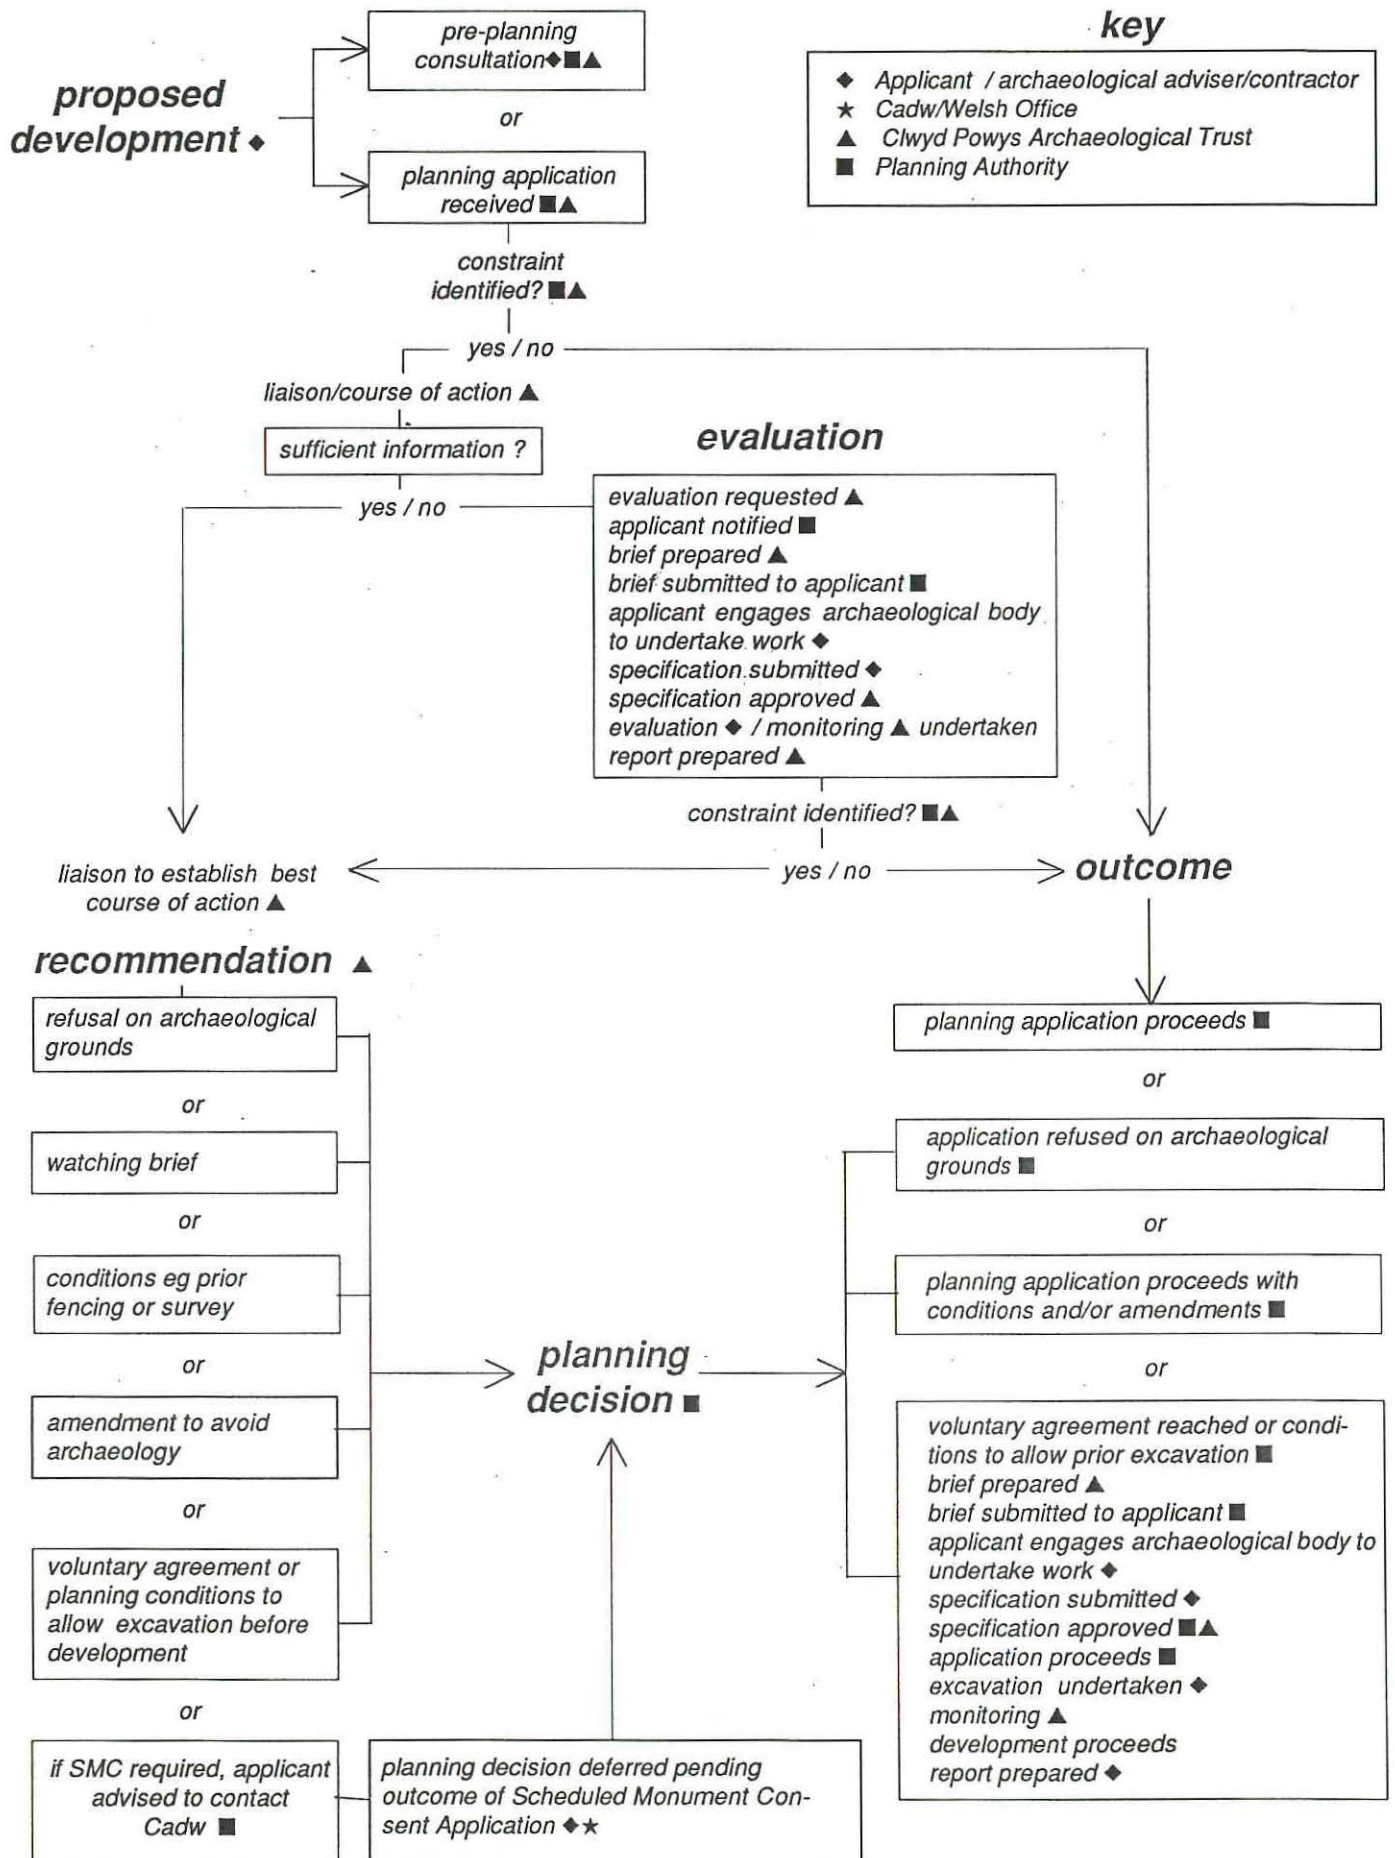 pre-planning
consultation◆■▲
proposed
development ◆
or
planning application
received ■▲
key
◆ Applicant / archaeological adviser/contractor
★ Cadw/Welsh Office
▲ Clwyd Powys Archaeological Trust
■ Planning Authority
constraint
identified? ■▲
yes / no
liaison/course of action ▲
sufficient information ?
yes / no
evaluation
evaluation requested ▲
applicant notified ■
brief prepared ▲
brief submitted to applicant ■
applicant engages archaeological body
to undertake work ◆
specification submitted ◆
specification approved ▲
evaluation ◆ / monitoring ▲ undertaken
report prepared ▲
constraint identified? ■▲
yes / no
liaison to establish best
course of action ▲
outcome
recommendation ▲
refusal on archaeological
grounds
or
watching brief
or
conditions eg prior
fencing or survey
or
amendment to avoid
archaeology
or
voluntary agreement or
planning conditions to
allow excavation before
development
or
if SMC required, applicant
advised to contact
Cadw ■
planning decision deferred pending
outcome of Scheduled Monument Con-
sent Application ◆★
planning
decision ■
planning application proceeds ■
or
application refused on archaeological
grounds ■
or
planning application proceeds with
conditions and/or amendments ■
or
voluntary agreement reached or condi-
tions to allow prior excavation ■
brief prepared ▲
brief submitted to applicant ■
applicant engages archaeological body to
undertake work ◆
specification submitted ◆
specification approved ■▲
application proceeds ■
excavation undertaken ◆
monitoring ▲
development proceeds
report prepared ◆